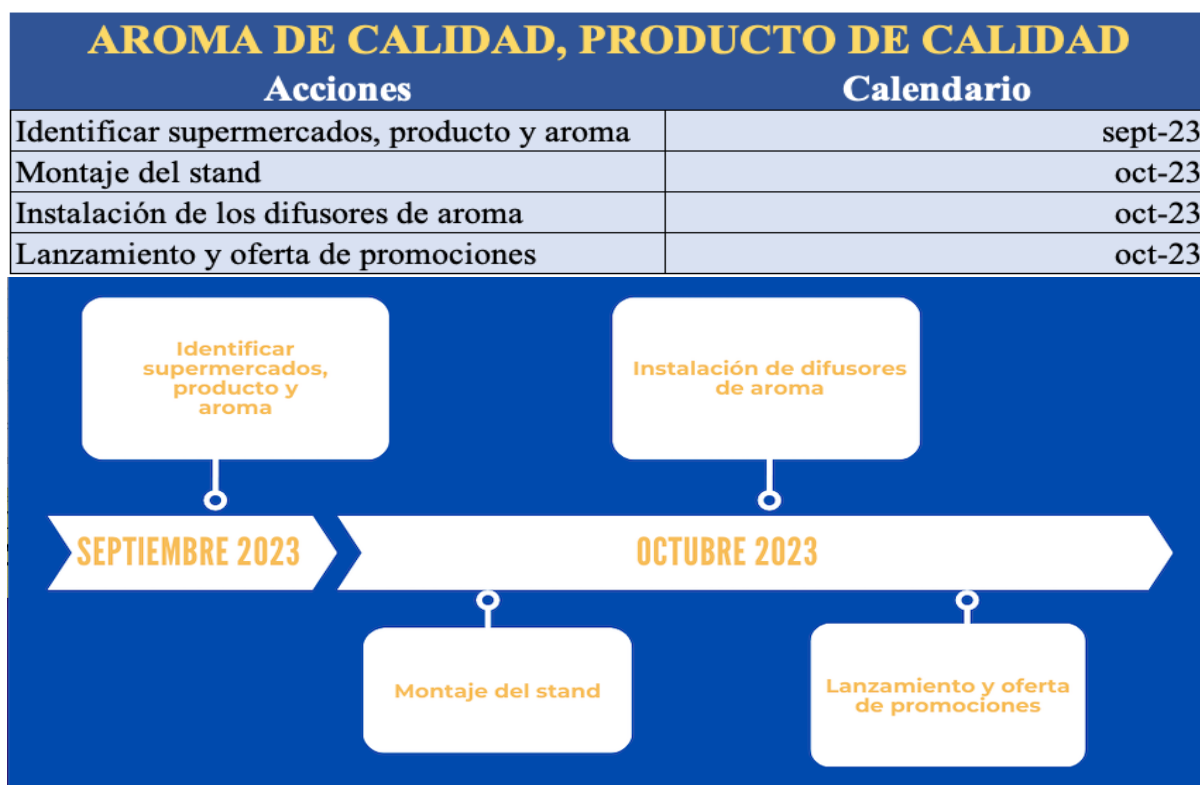 AROMA DE CALIDAD, PRODUCTO DE CALIDAD
Acciones Calendario
Identificar supermercados, producto y aroma sept-23
Montaje del stand oct-23
Instalación de los difusores de aroma oct-23
Lanzamiento y oferta de promociones oct-23
Identificar
supermercados,
producto y
aroma
Instalación de difusores
de aroma
SEPTIEMBRE 2023
OCTUBRE 2023
Montaje del stand
Lanzamiento y oferta
de promociones